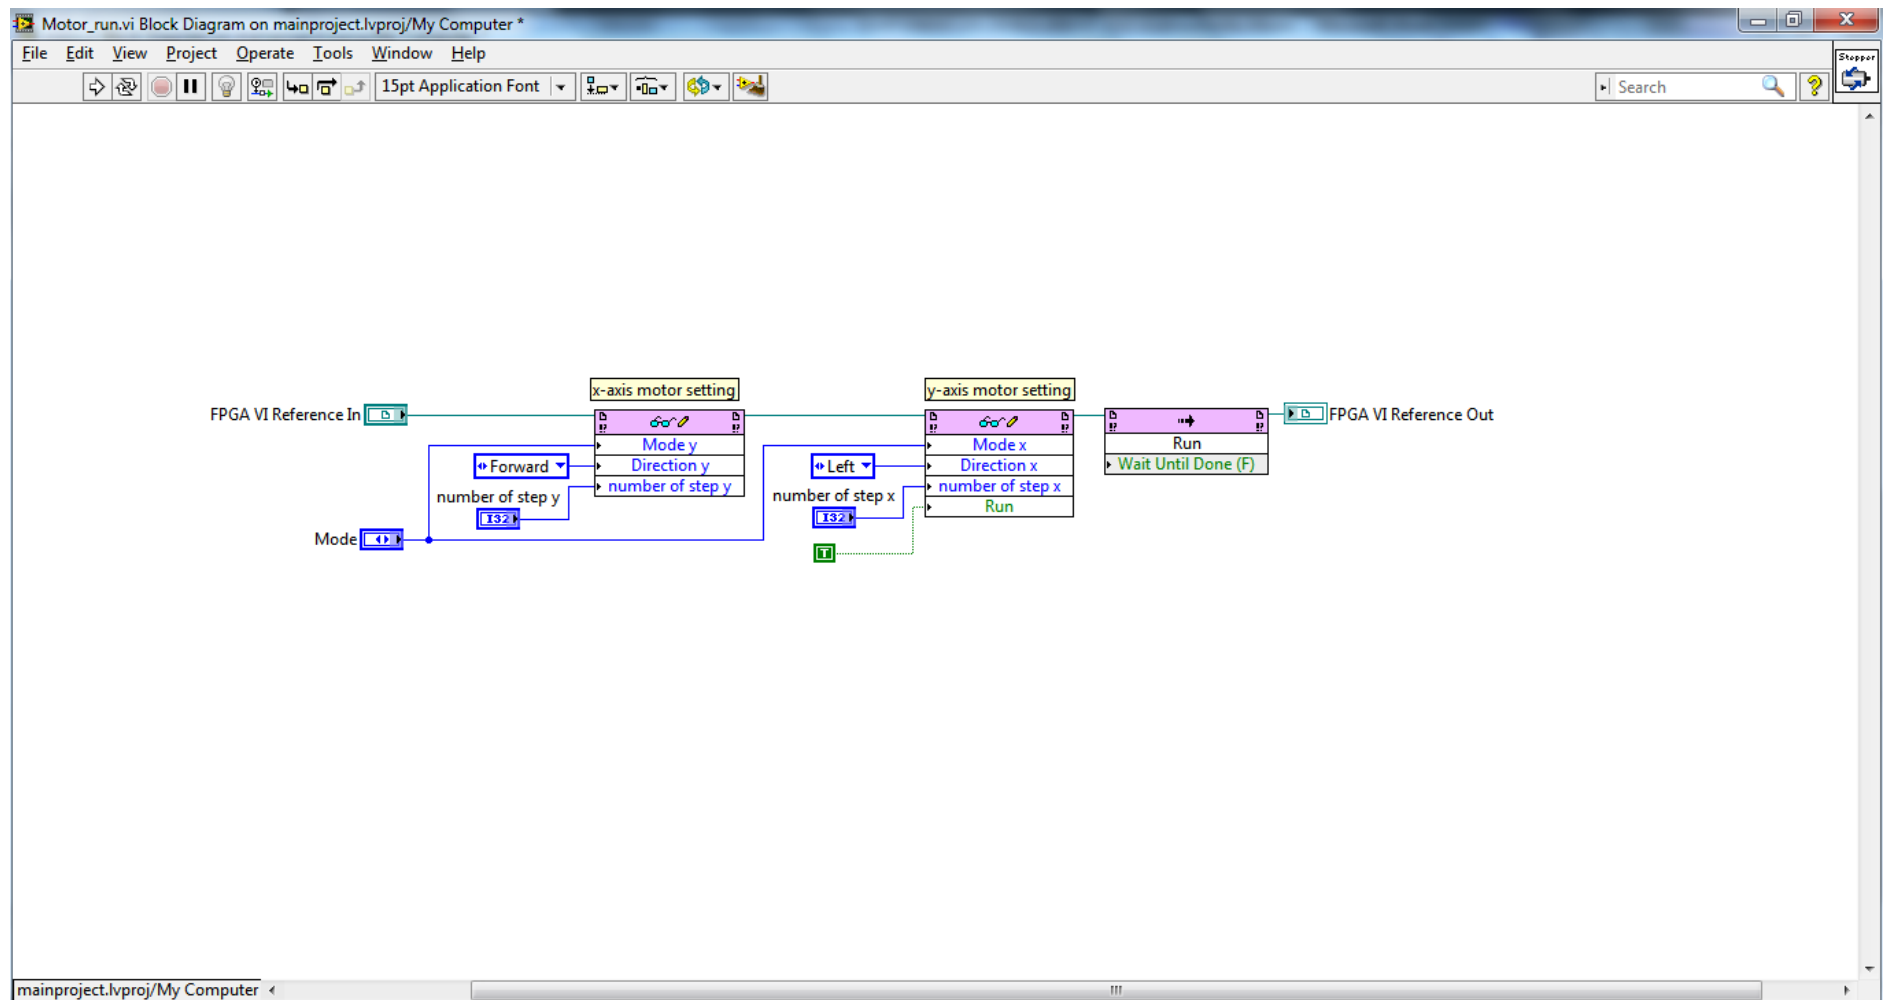 Motor_run.vi Block Diagram on mainproject.lvproj/My Computer *
File Edit View Project Operate Tools Window Help
Stepper
15pt Application Font
Search
x-axis motor setting
y-axis motor setting
FPGA VI Reference In
FPGA VI Reference Out
Mode y
Mode x
Run
Forward
Direction y
Left
Direction x
Wait Until Done (F)
number of step y
number of step y
number of step x
number of step x
I32
I32
Run
Mode
T
mainproject.lvproj/My Computer